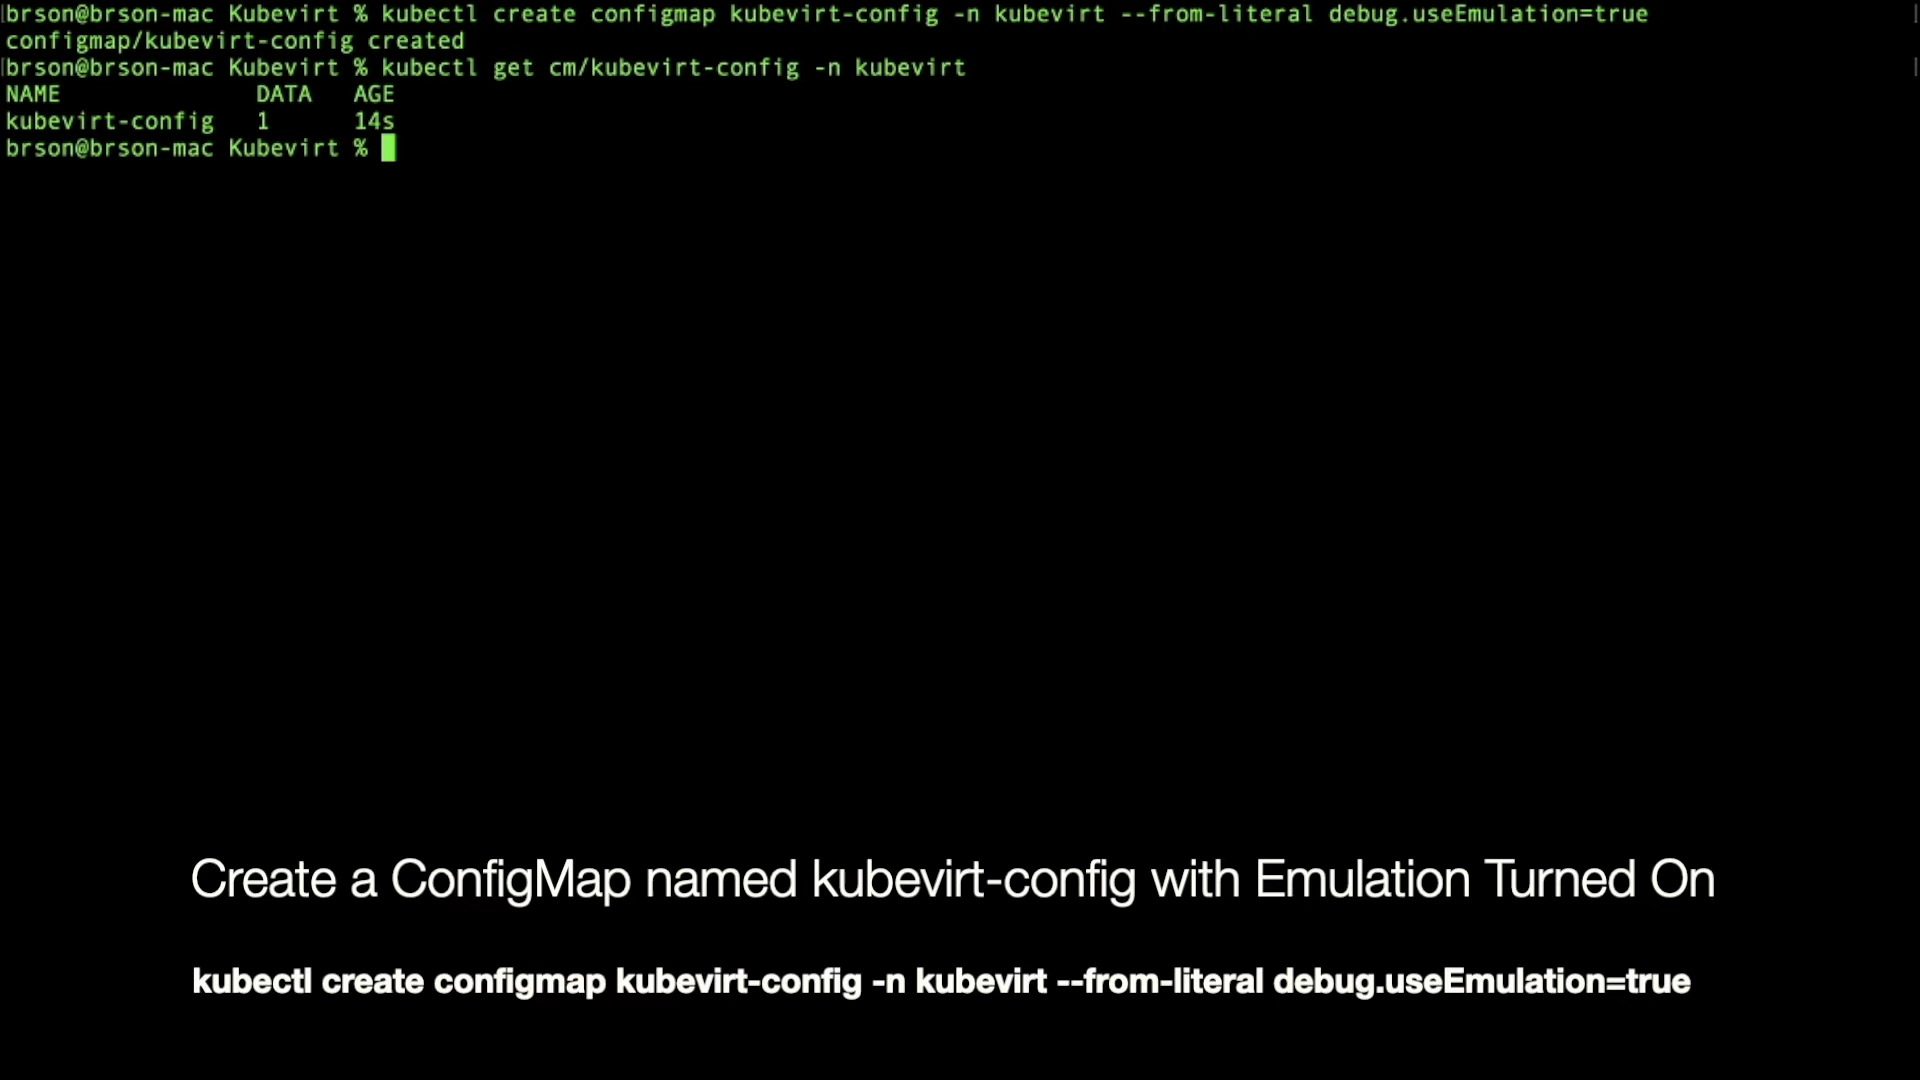 brson@brson-mac Kubevirt % kubectl create configmap kubevirt-config -n kubevirt --from-literal debug.useEmulation=true
configmap/kubevirt-config created
brson@brson-mac Kubevirt % kubectl get cm/kubevirt-config -n kubevirt
NAME DATA AGE
kubevirt-config 1 14s
brson@brson-mac Kubevirt %
Create a ConfigMap named kubevirt-config with Emulation Turned On
kubectl create configmap kubevirt-config -n kubevirt --from-literal debug.useEmulation=true